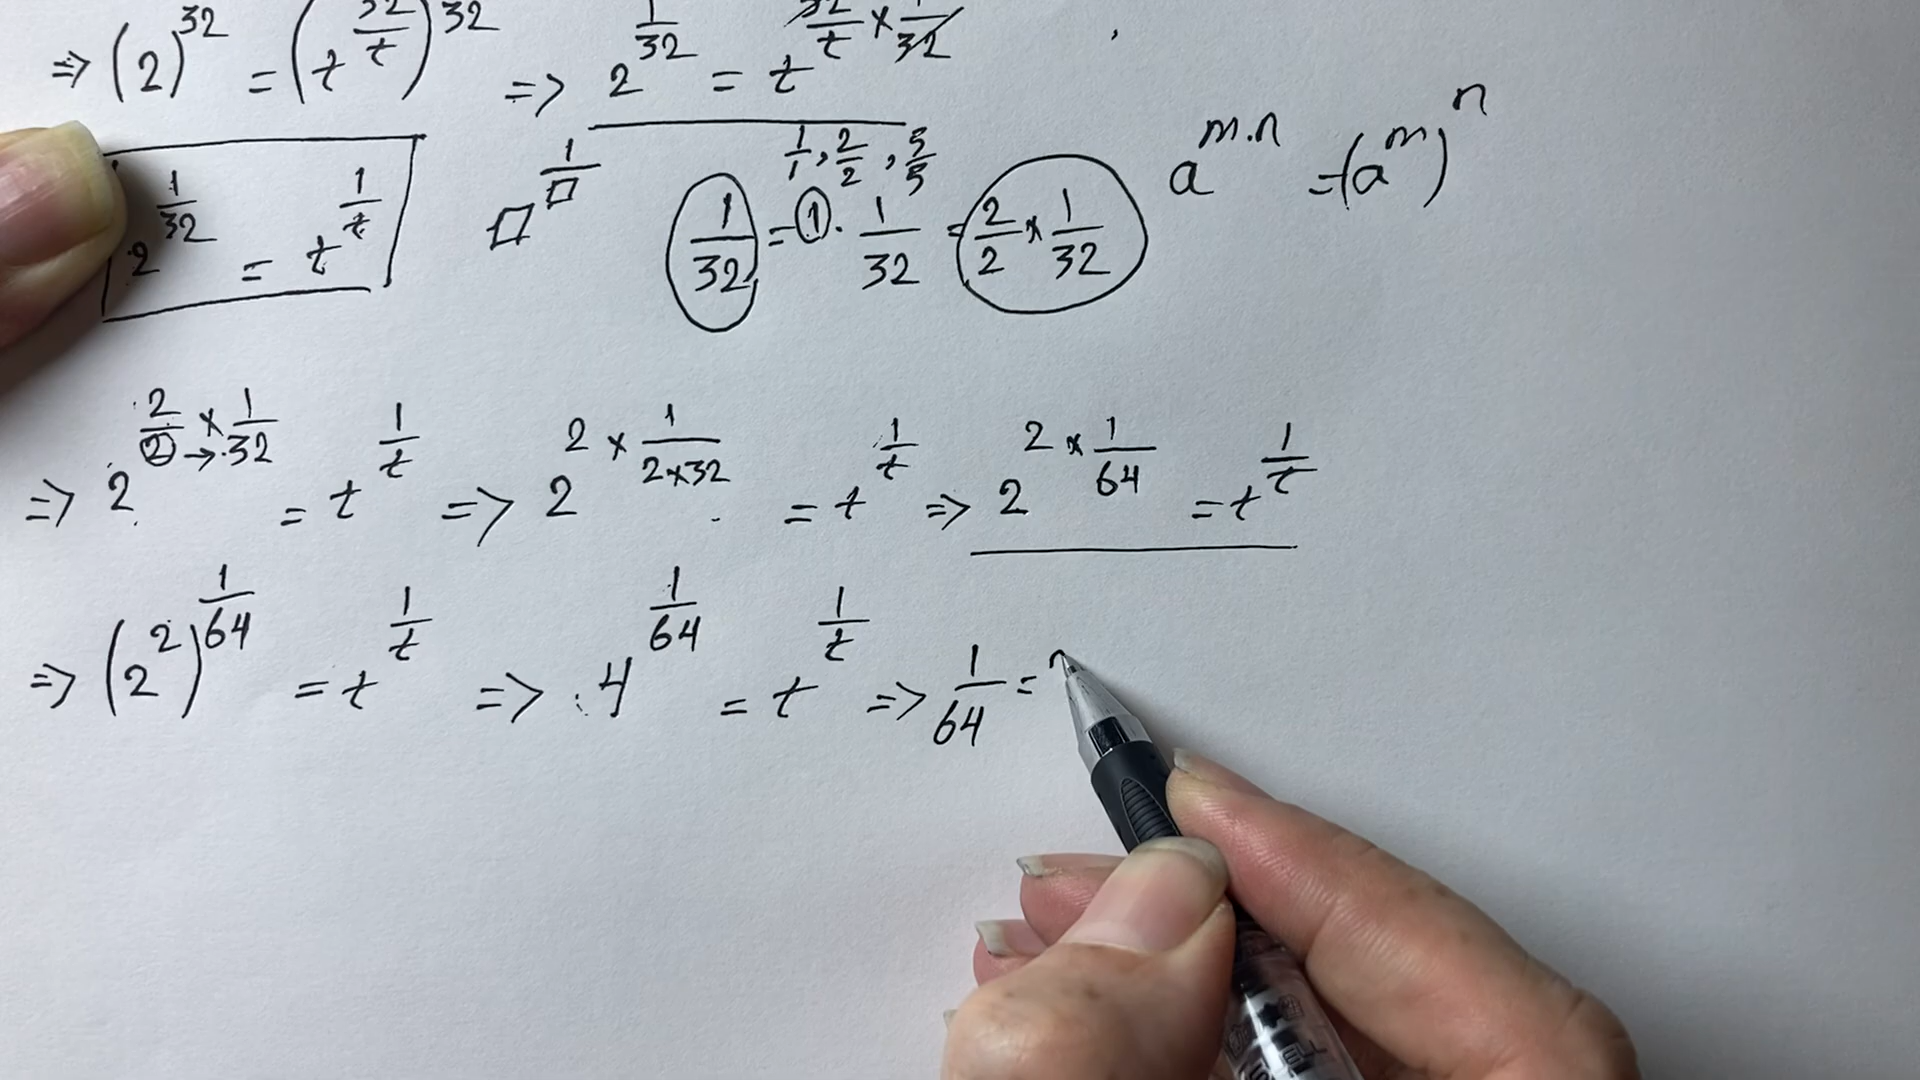 => (2)^32 = (t^(32/t))^32 => 2^(1/32) = t^(32/t × 1/32)
1/1, 2/2, 5/5
2^(1/32) = t^(1/t) □^(1/□) 1/32 = 1 · 1/32 = 2/2 × 1/32 a^(m·n) = (a^m)^n
=> 2^(2/2 × 1/32) = t^(1/t) => 2^(2 × 1/(2×32)) = t^(1/t) => 2^(2 × 1/64) = t^(1/t)
=> (2^2)^(1/64) = t^(1/t) => 4^(1/64) = t^(1/t) => 1/64 =